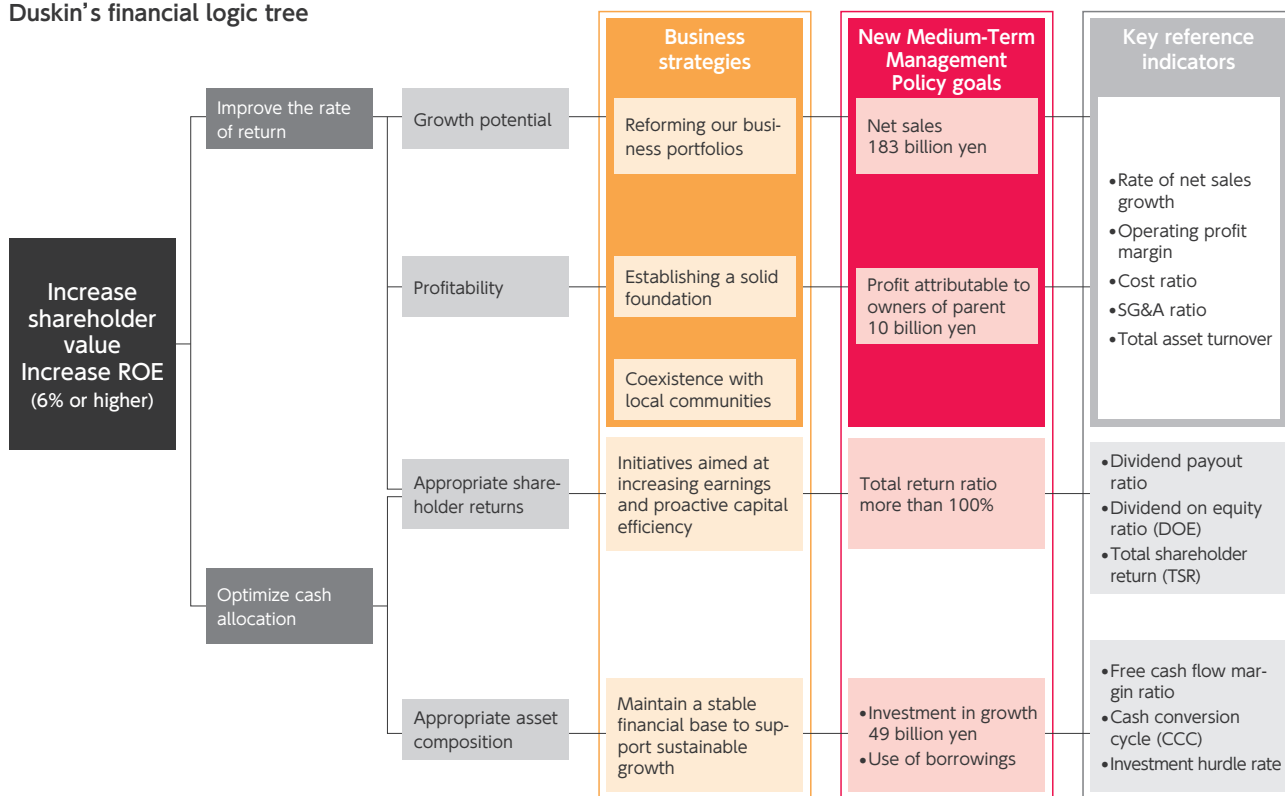 Duskin's financial logic tree
Business
strategies
New Medium-Term
Management
Policy goals
Key reference
indicators
Increase
shareholder
value
Increase ROE
(6% or higher)
Improve the rate
of return
Growth potential
Reforming our busi-
ness portfolios
Net sales
183 billion yen
•Rate of net sales
growth
•Operating profit
margin
•Cost ratio
•SG&A ratio
•Total asset turnover
Profitability
Establishing a solid
foundation
Profit attributable to
owners of parent
10 billion yen
Coexistence with
local communities
Appropriate share-
holder returns
Initiatives aimed at
increasing earnings
and proactive capital
efficiency
Total return ratio
more than 100%
•Dividend payout
ratio
•Dividend on equity
ratio (DOE)
•Total shareholder
return (TSR)
Optimize cash
allocation
Appropriate asset
composition
Maintain a stable
financial base to sup-
port sustainable
growth
•Investment in growth
49 billion yen
•Use of borrowings
•Free cash flow mar-
gin ratio
•Cash conversion
cycle (CCC)
•Investment hurdle rate